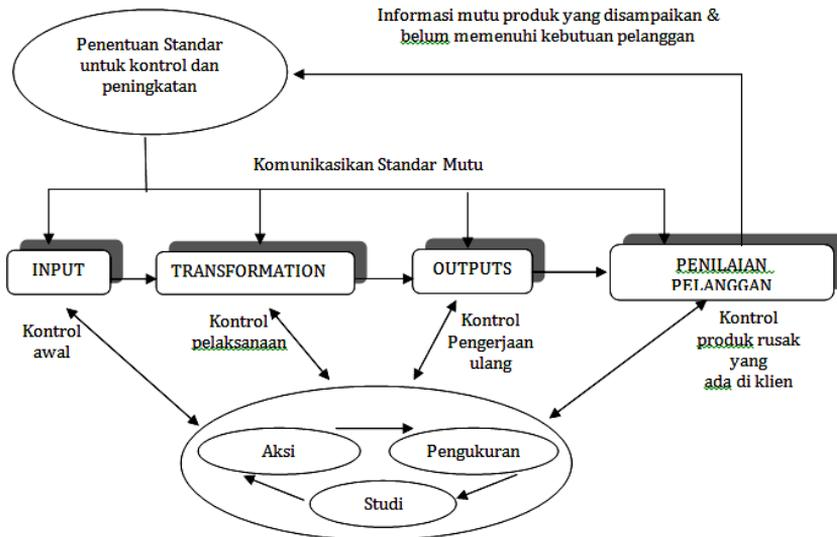 Informasi mutu produk yang disampaikan &
belum memenuhi kebutuan pelanggan
Penentuan Standar
untuk kontrol dan
peningkatan
Komunikasikan Standar Mutu
INPUT
TRANSFORMATION
OUTPUTS
PENILAIAN
PELANGGAN
Kontrol
awal
Kontrol
pelaksanaan
Kontrol
Pengerjaan
ulang
Kontrol
produk rusak
yang
ada di klien
Aksi
Pengukuran
Studi